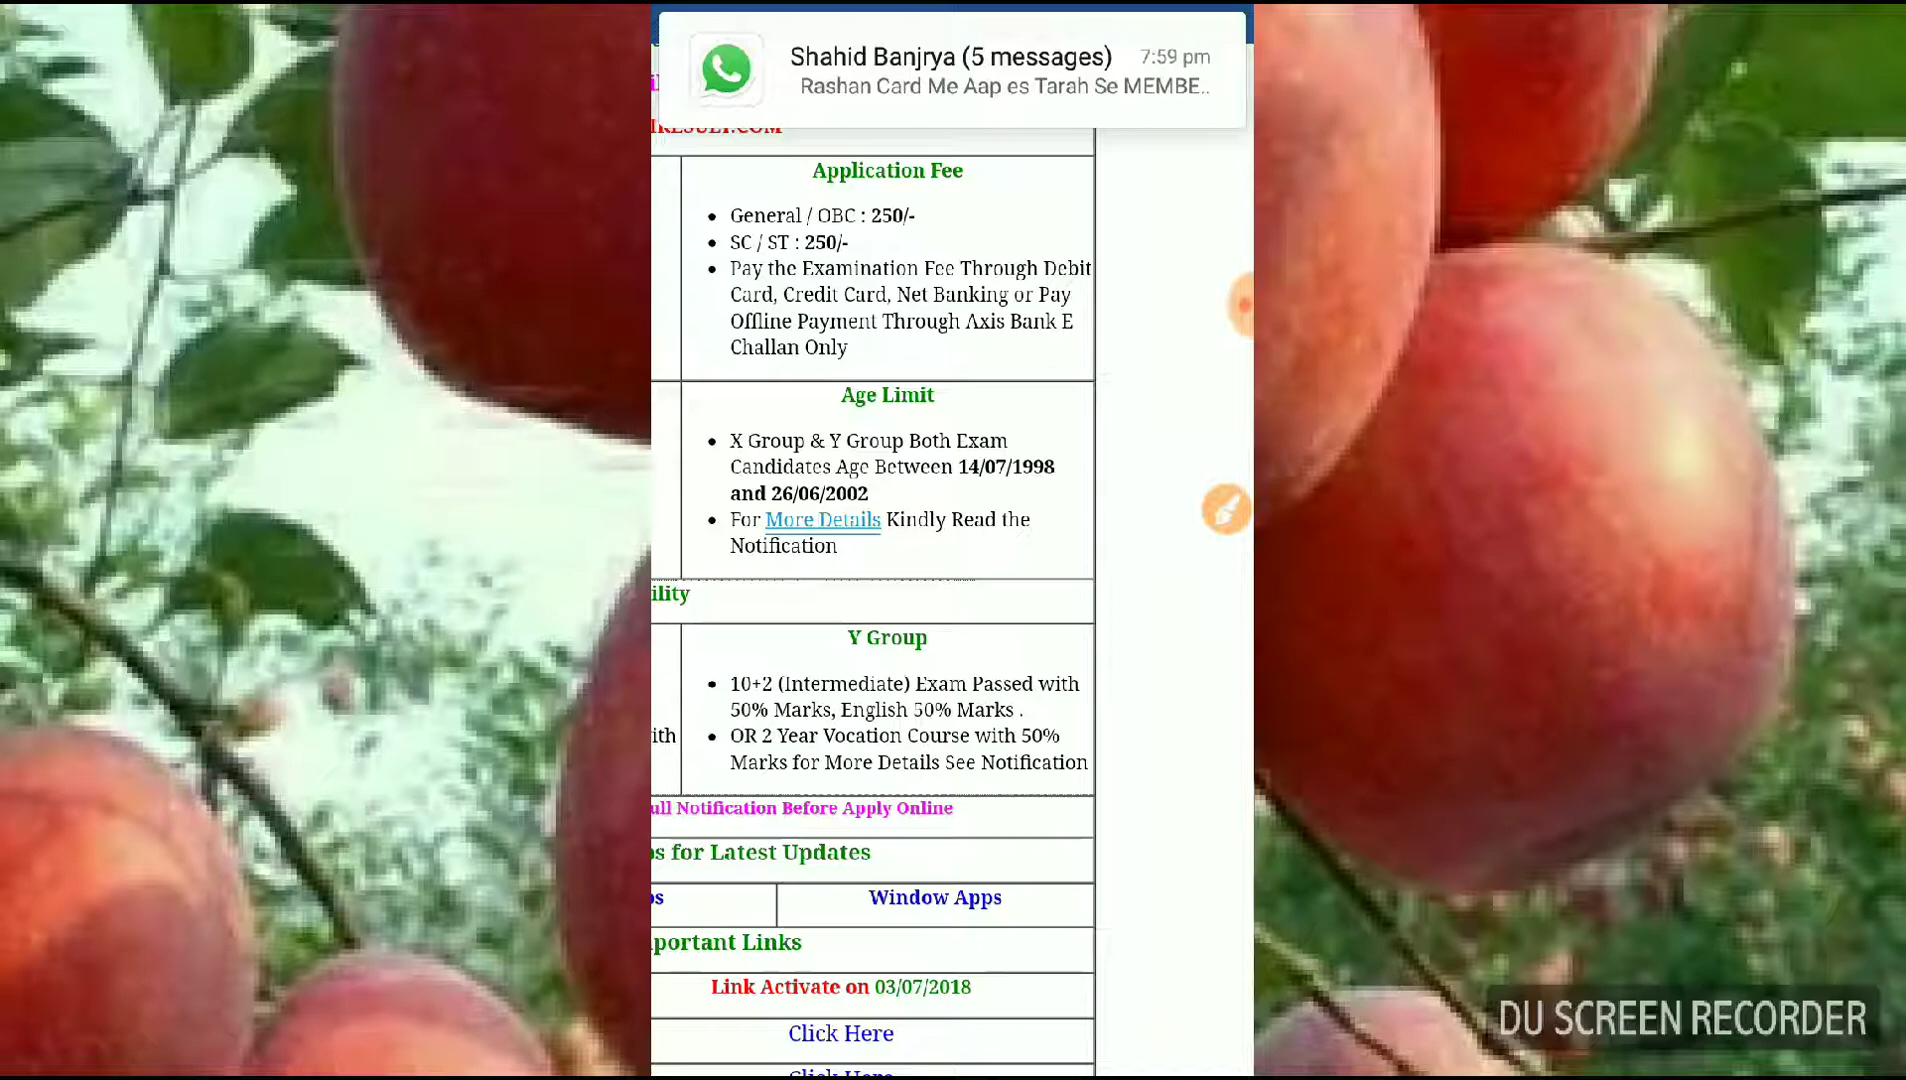 Shahid Banjrya (5 messages) 7:59 pm
Rashan Card Me Aap es Tarah Se MEMBE..
RESULT.COM
Application Fee
• General / OBC : 250/-
• SC / ST : 250/-
• Pay the Examination Fee Through Debit
Card, Credit Card, Net Banking or Pay
Offline Payment Through Axis Bank E
Challan Only
Age Limit
• X Group & Y Group Both Exam
Candidates Age Between 14/07/1998
and 26/06/2002
• For More Details Kindly Read the
Notification
ility
Y Group
• 10+2 (Intermediate) Exam Passed with
50% Marks, English 50% Marks .
ith • OR 2 Year Vocation Course with 50%
Marks for More Details See Notification
ull Notification Before Apply Online
ps for Latest Updates
ps Window Apps
portant Links
Link Activate on 03/07/2018
Click Here
Click Here
DU SCREEN RECORDER